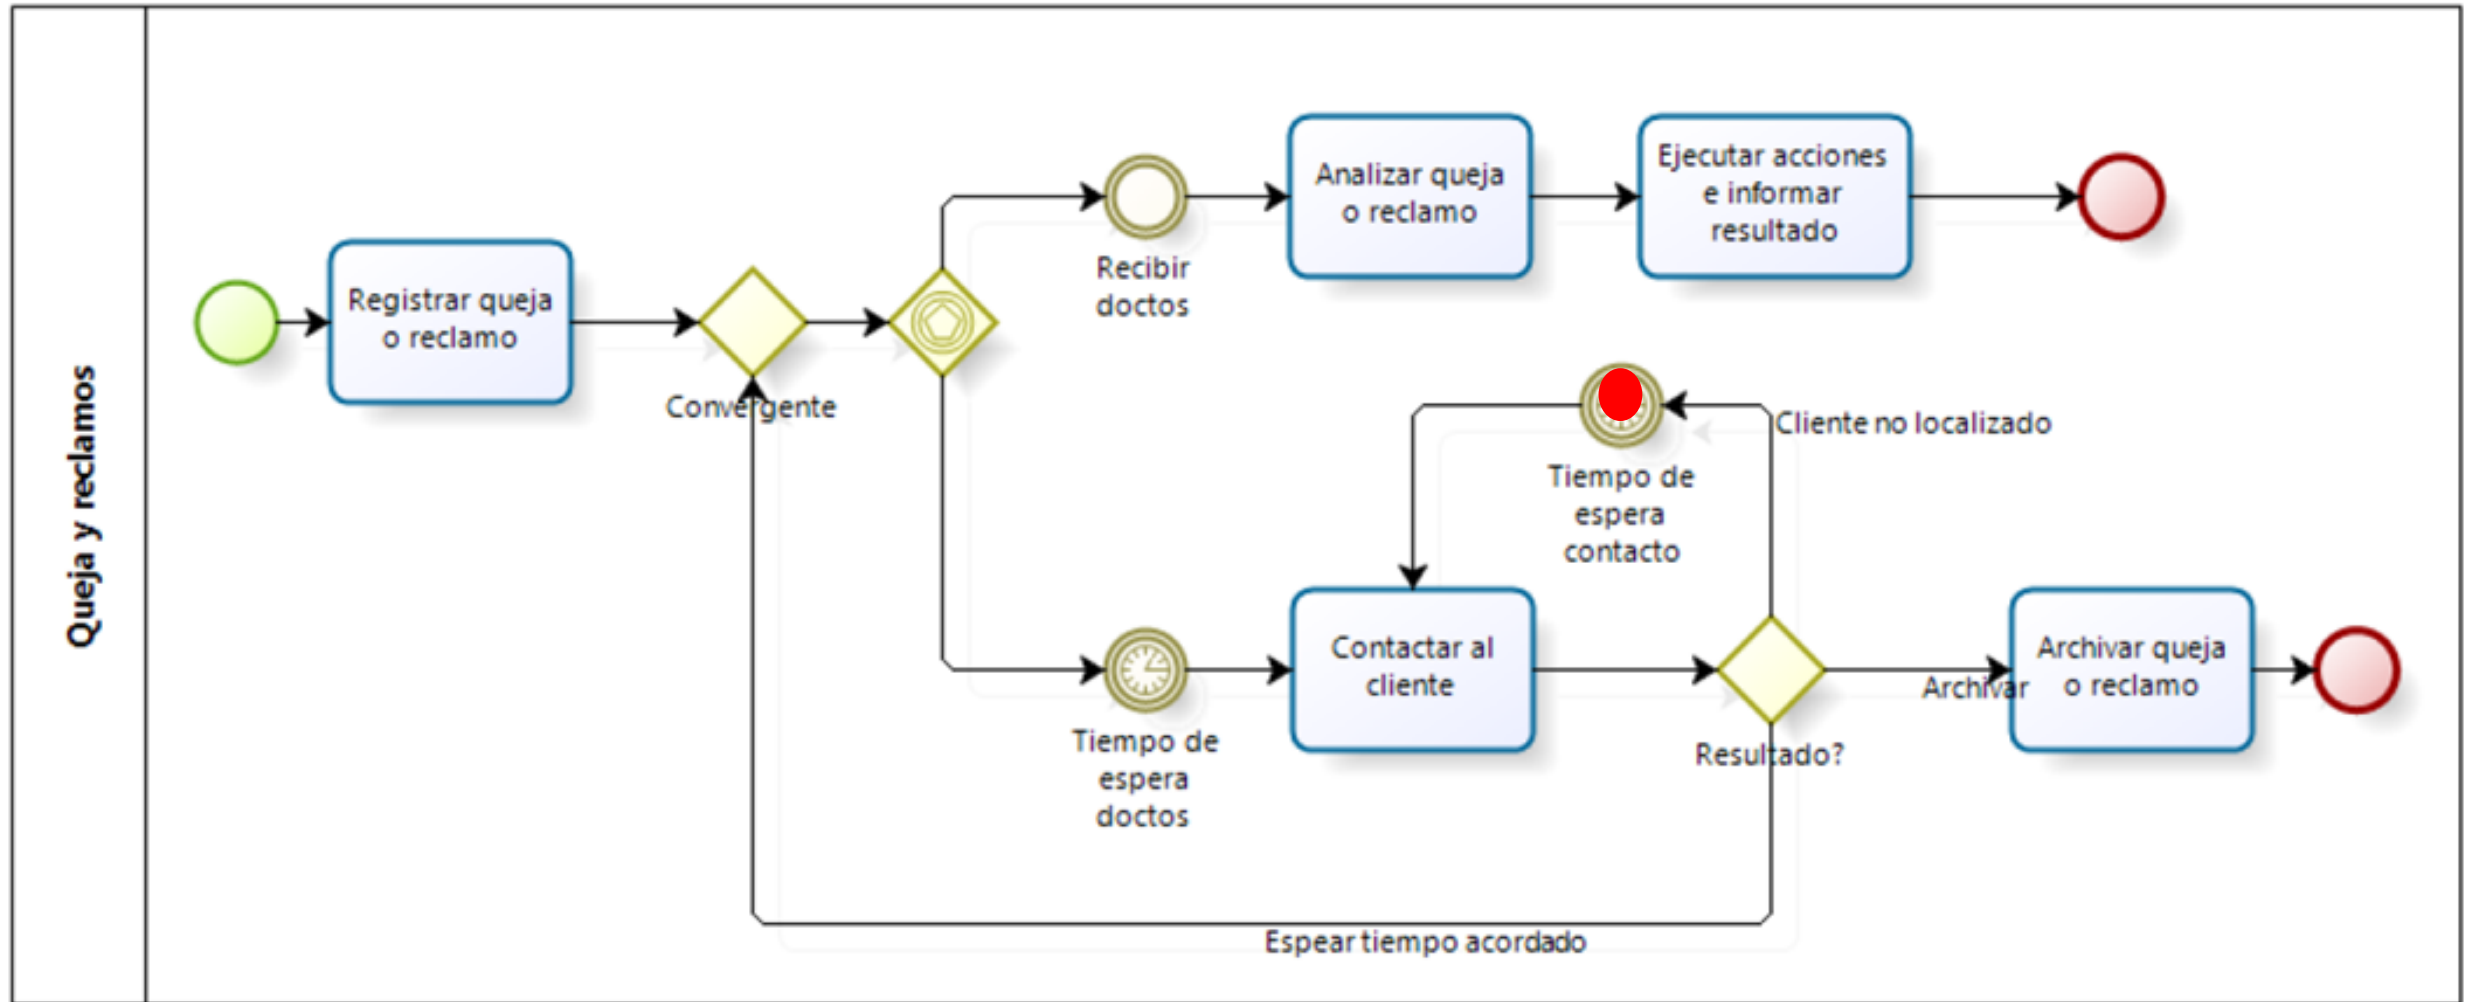 Queja y reclamos
Registrar queja
o reclamo
Convergente
Recibir
doctos
Analizar queja
o reclamo
Ejecutar acciones
e informar
resultado
Cliente no localizado
Tiempo de
espera
contacto
Tiempo de
espera
doctos
Contactar al
cliente
Resultado?
Archivar
Archivar queja
o reclamo
Espear tiempo acordado